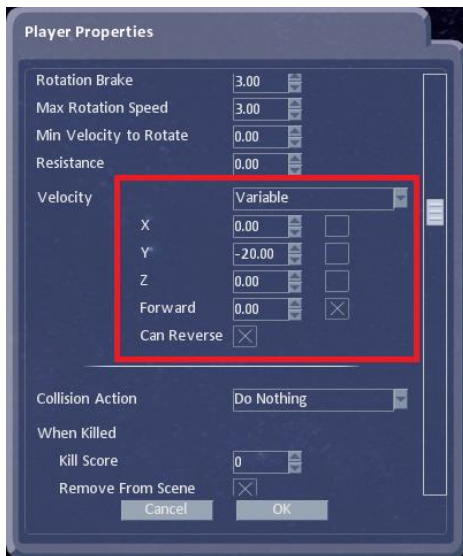 Player Properties
Rotation Brake 3.00
Max Rotation Speed 3.00
Min Velocity to Rotate 0.00
Resistance 0.00
Velocity Variable
X 0.00
Y -20.00
Z 0.00
Forward 0.00
Can Reverse
Collision Action Do Nothing
When Killed
Kill Score 0
Remove From Scene
Cancel OK